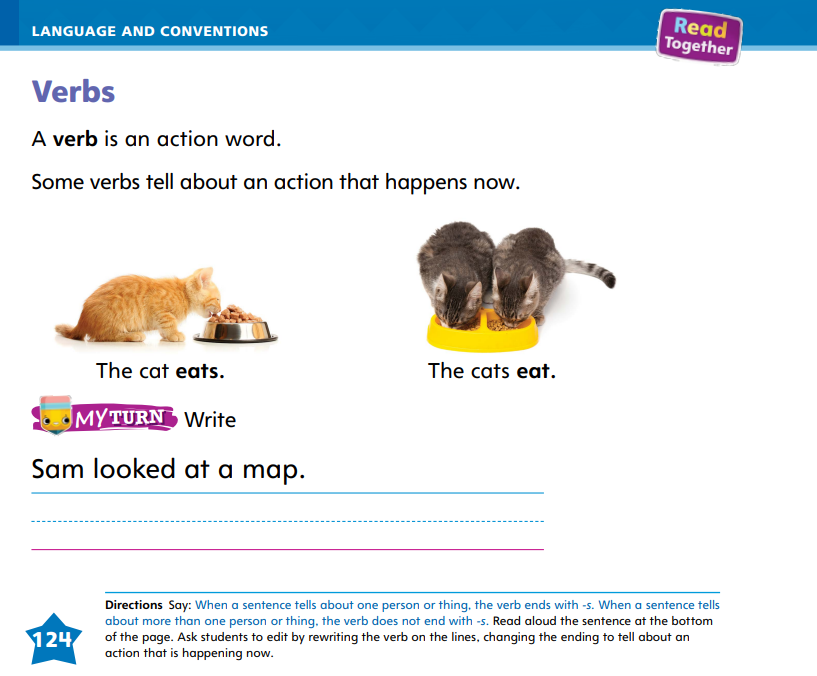 LANGUAGE AND CONVENTIONS
Read
Together
Verbs
A verb is an action word.
Some verbs tell about an action that happens now.
The cat eats.
The cats eat.
MY TURN Write
Sam looked at a map.
Directions Say: When a sentence tells about one person or thing, the verb ends with -s. When a sentence tells
about more than one person or thing, the verb does not end with -s. Read aloud the sentence at the bottom
of the page. Ask students to edit by rewriting the verb on the lines, changing the ending to tell about an
action that is happening now.
124